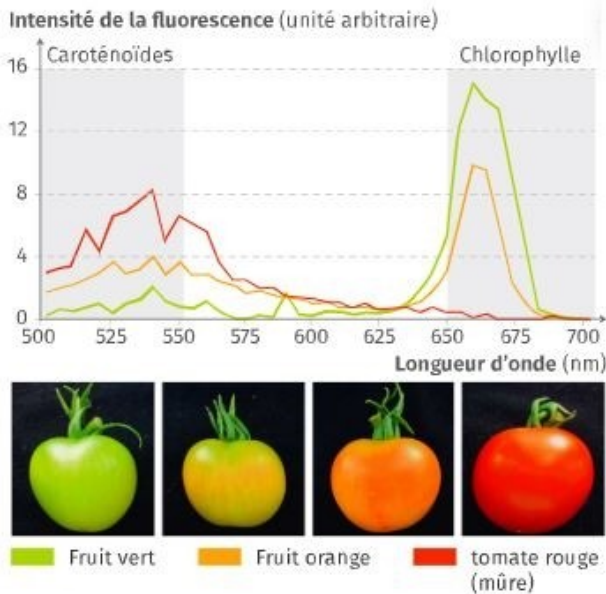 Intensité de la fluorescence (unité arbitraire)
Caroténoïdes Chlorophylle
16
12
8
4
0
500 525 550 575 600 625 650 675 700
Longueur d'onde (nm)
Fruit vert Fruit orange tomate rouge
(mûre)